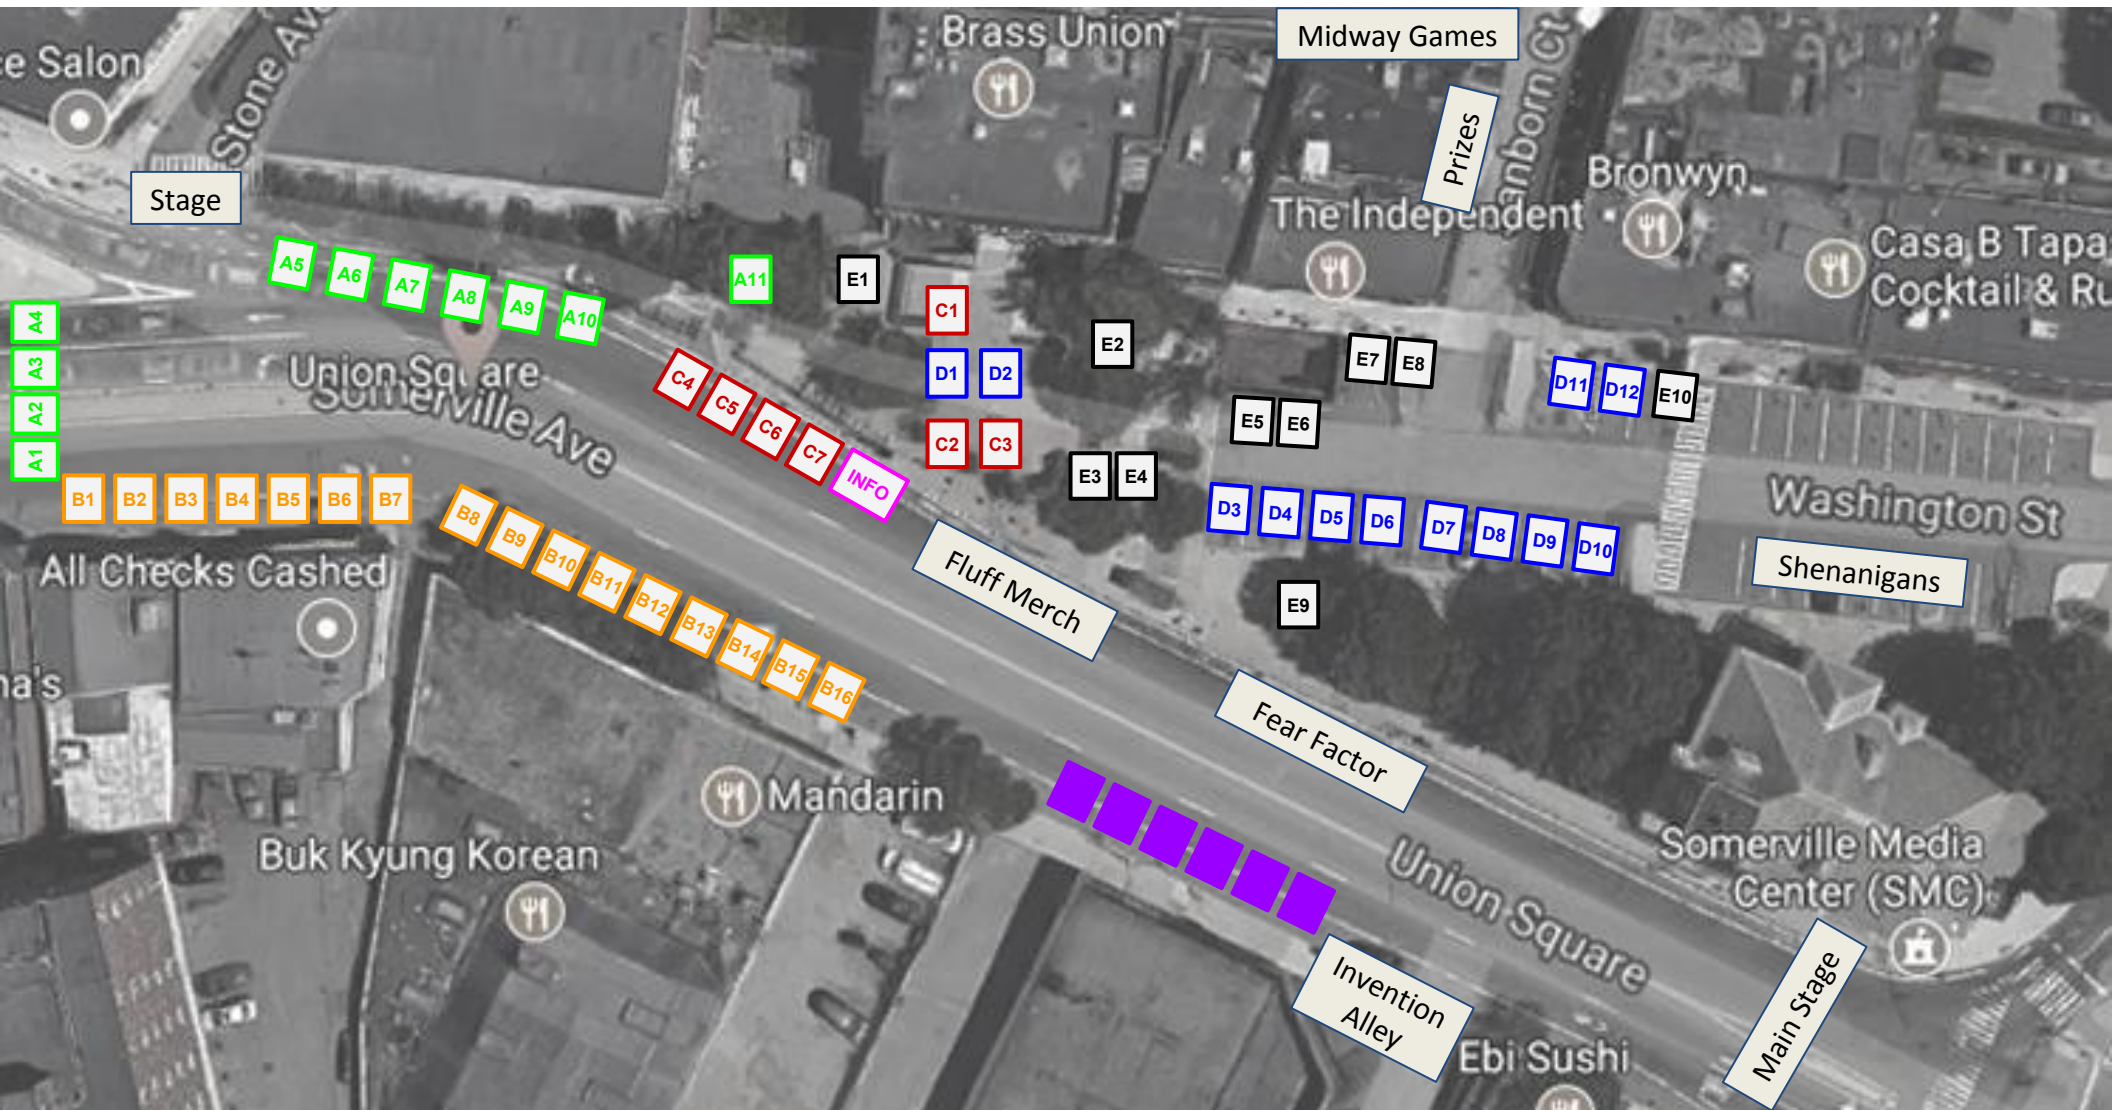 Brass Union
Midway Games
ce Salon
Stone Av
Prizes
anborn Ct
Stage
Bronwyn
The Independent
Casa B Tapa
Cocktail & Ru
A5
A6
A7
A8
A9
A10
A11
E1
C1
A4
A3
A2
A1
Union Square
Somerville Ave
C4
C5
C6
C7
INFO
D1
D2
C2
C3
E2
E3
E4
E5
E6
E7
E8
D11
D12
E10
B1
B2
B3
B4
B5
B6
B7
B8
B9
B10
B11
B12
B13
B14
B15
B16
D3
D4
D5
D6
D7
D8
D9
D10
Washington St
Shenanigans
All Checks Cashed
Fluff Merch
E9
na's
Fear Factor
Mandarin
Buk Kyung Korean
Union Square
Somerville Media
Center (SMC)
Invention
Alley
Main Stage
Ebi Sushi